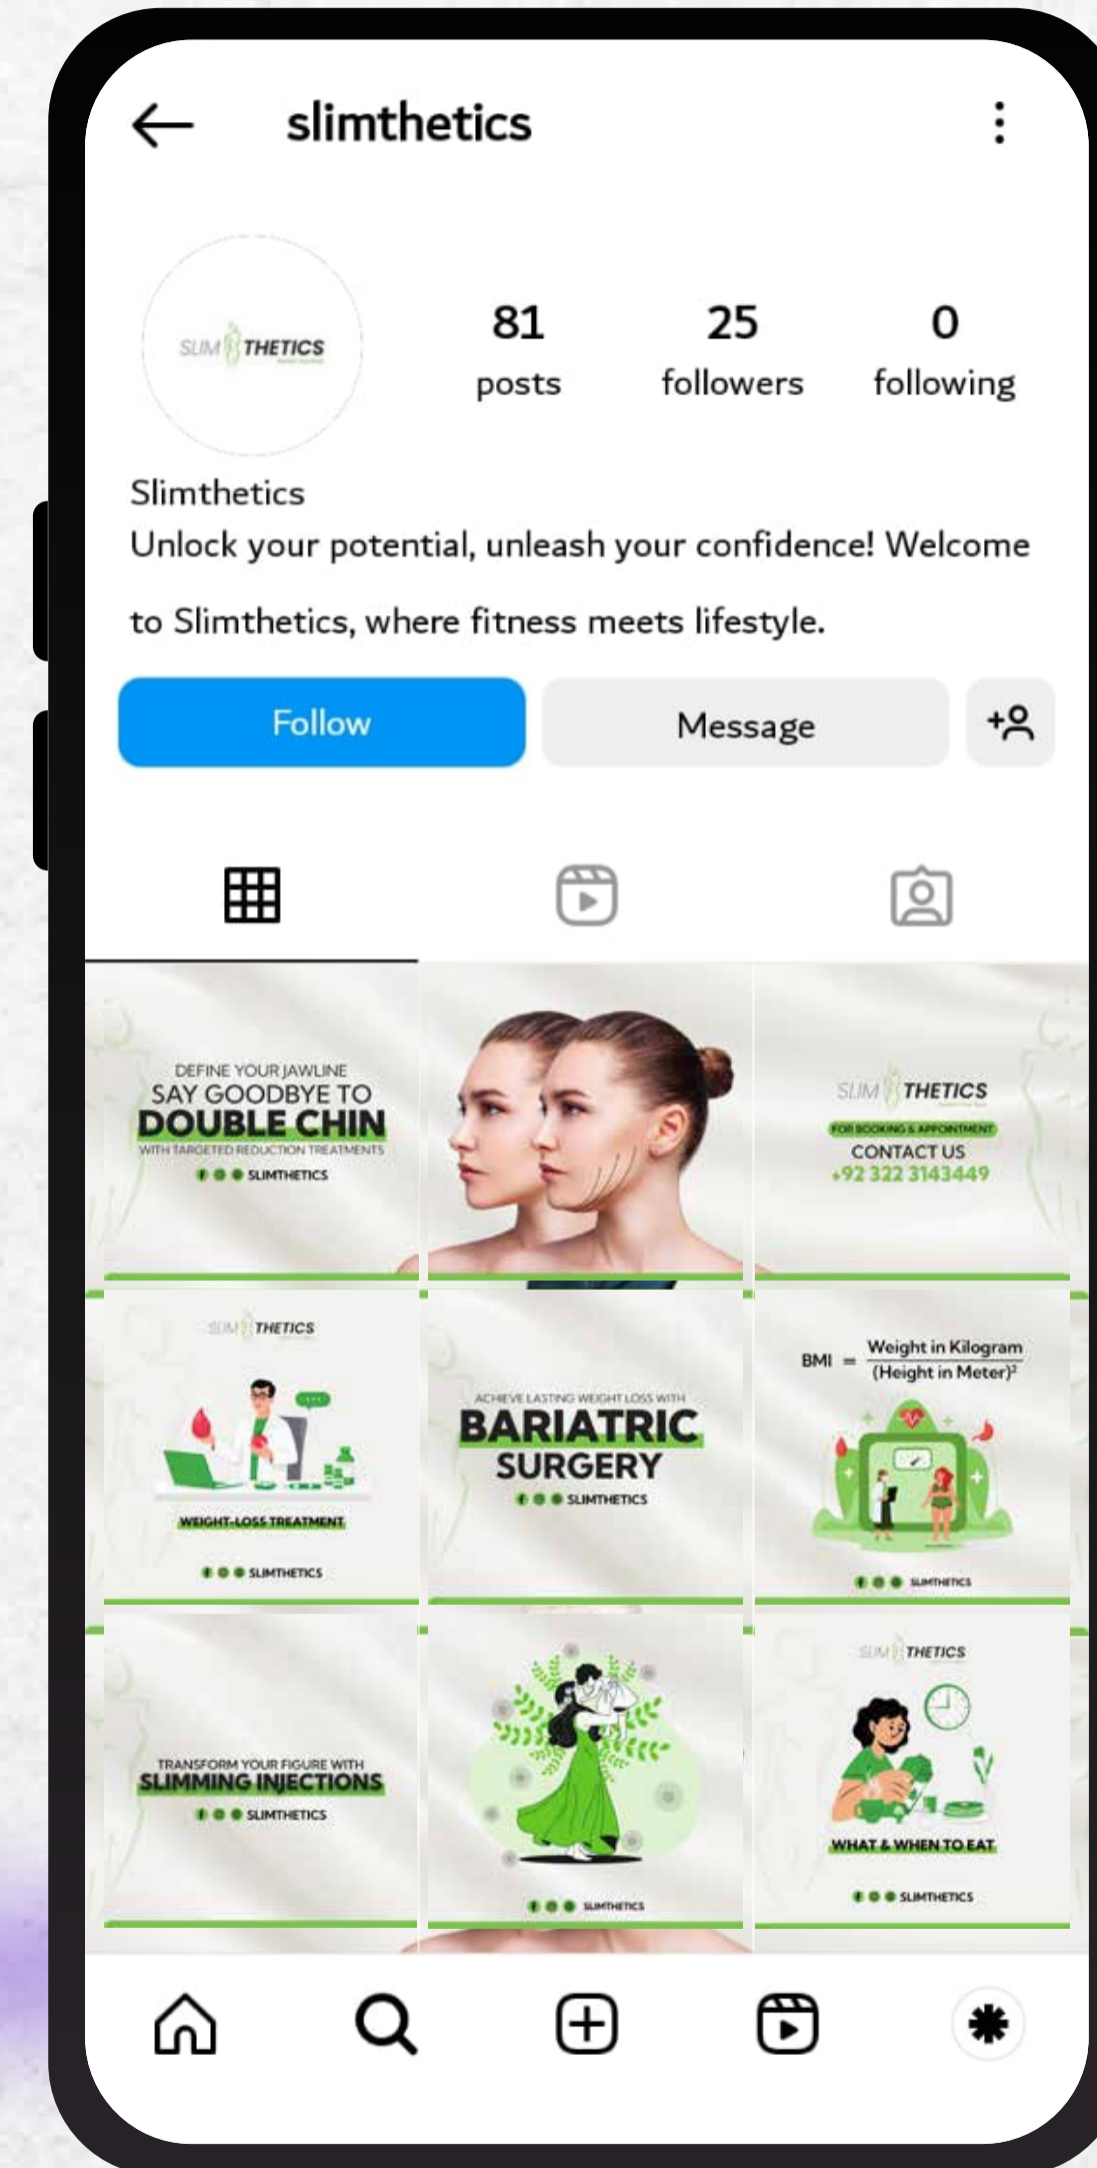 slimthetics
SLIM THETICS
81
posts
25
followers
0
following
Slimthetics
Unlock your potential, unleash your confidence! Welcome
to Slimthetics, where fitness meets lifestyle.
Follow
Message
DEFINE YOUR JAWLINE
SAY GOODBYE TO
DOUBLE CHIN
WITH TARGETED REDUCTION TREATMENTS
SLIMTHETICS
SLIM THETICS
FOR BOOKING & APPOINTMENT
CONTACT US
+92 322 3143449
SLIM THETICS
WEIGHT-LOSS TREATMENT
SLIMTHETICS
ACHIEVE LASTING WEIGHT LOSS WITH
BARIATRIC
SURGERY
SLIMTHETICS
BMI = Weight in Kilogram
(Height in Meter)²
SLIMTHETICS
TRANSFORM YOUR FIGURE WITH
SLIMMING INJECTIONS
SLIMTHETICS
SLIMTHETICS
SLIM THETICS
WHAT & WHEN TO EAT
SLIMTHETICS